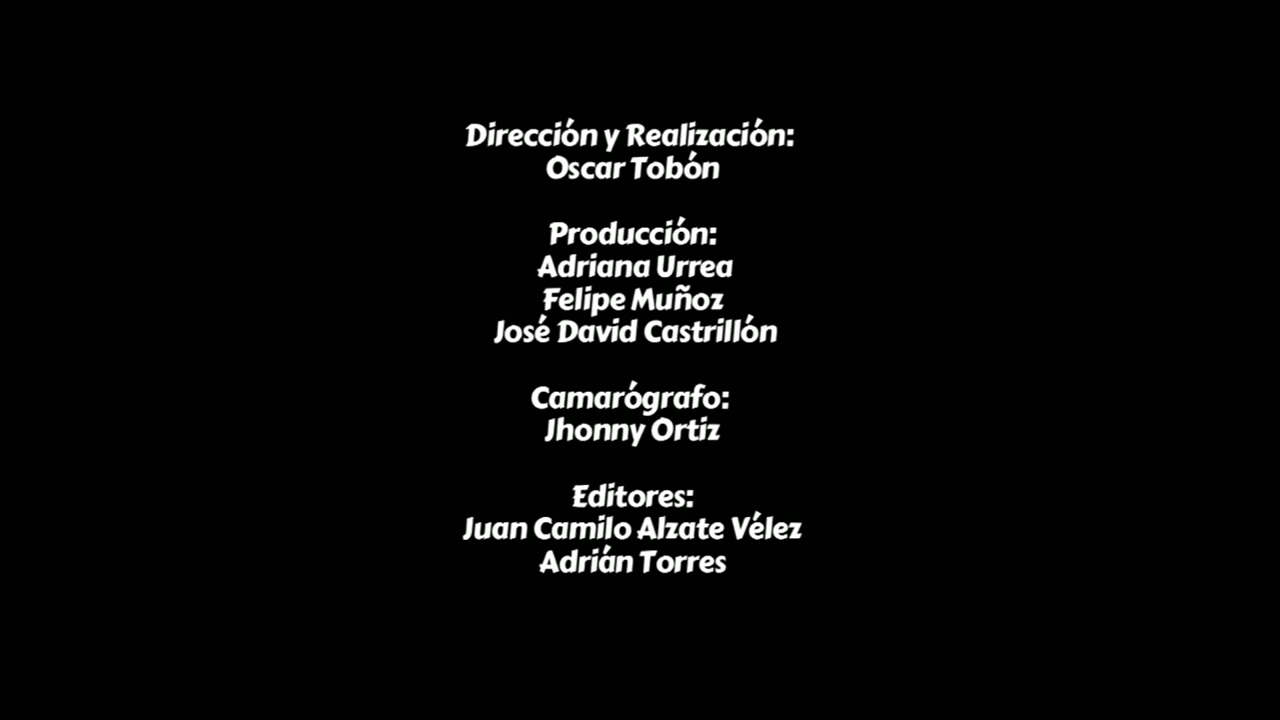 Dirección y Realización:
Oscar Tobón
Producción:
Adriana Urrea
Felipe Muñoz
José David Castrillón
Camarógrafo:
Jhonny Ortiz
Editores:
Juan Camilo Alzate Vélez
Adrián Torres